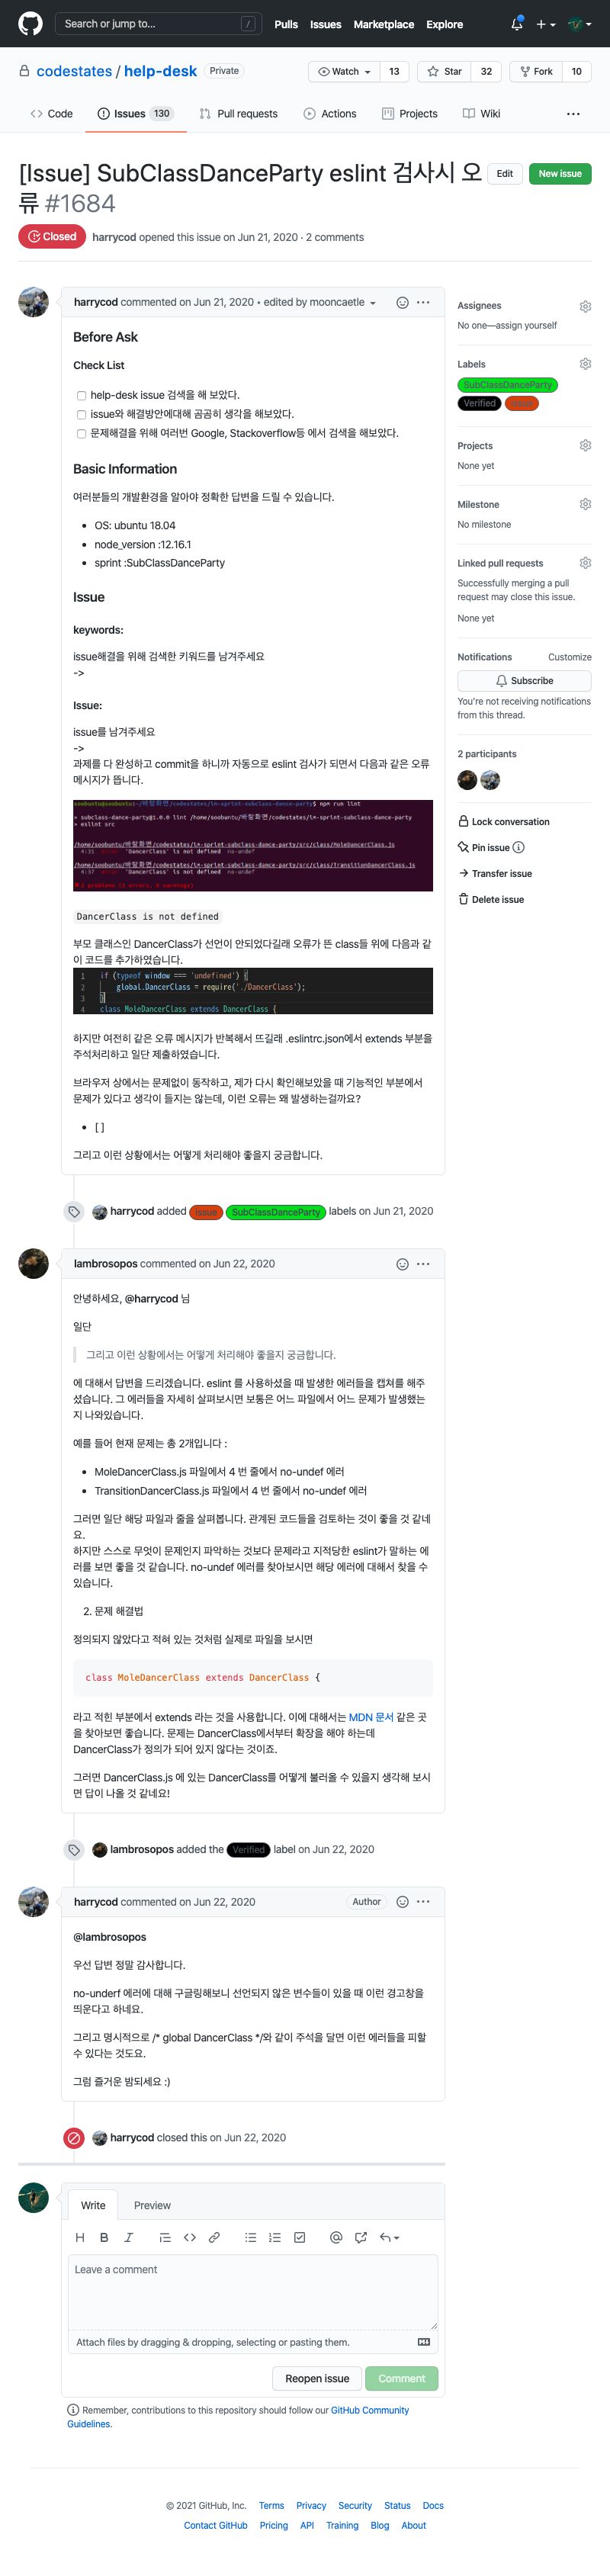 Search or jump to...
/
Pulls Issues Marketplace Explore
codestates / help-desk Private
Watch 13 Star 32 Fork 10
Code Issues 130 Pull requests Actions Projects Wiki
[Issue] SubClassDanceParty eslint 검사시 오
류 #1684
Edit New issue
Closed harrycod opened this issue on Jun 21, 2020 · 2 comments
harrycod commented on Jun 21, 2020 • edited by mooncaetle
Before Ask
Check List
help-desk issue 검색을 해 보았다.
issue와 해결방안에대해 곰곰히 생각을 해보았다.
문제해결을 위해 여러번 Google, Stackoverflow등 에서 검색을 해보았다.
Basic Information
여러분들의 개발환경을 알아야 정확한 답변을 드릴 수 있습니다.
OS: ubuntu 18.04
node_version :12.16.1
sprint :SubClassDanceParty
Issue
keywords:
issue해결을 위해 검색한 키워드를 남겨주세요
->
Issue:
issue를 남겨주세요
->
과제를 다 완성하고 commit을 하니까 자동으로 eslint 검사가 되면서 다음과 같은 오류
메시지가 뜹니다.
soobuntu@soobuntu:~/바탕화면/codestates/im-sprint-subclass-dance-party$ npm run lint
> subclass-dance-party@1.0.0 lint /home/soobuntu/바탕화면/codestates/im-sprint-subclass-dance-party
> eslint src
/home/soobuntu/바탕화면/codestates/im-sprint-subclass-dance-party/src/class/MoleDancerClass.js
4:31 error 'DancerClass' is not defined no-undef
/home/soobuntu/바탕화면/codestates/im-sprint-subclass-dance-party/src/class/TransitionDancerClass.js
4:37 error 'DancerClass' is not defined no-undef
2 problems (2 errors, 0 warnings)
DancerClass is not defined
부모 클래스인 DancerClass가 선언이 안되었다길래 오류가 뜬 class들 위에 다음과 같
이 코드를 추가하였습니다.
1 if (typeof window === 'undefined') {
2 global.DancerClass = require('./DancerClass');
3 }
4 class MoleDancerClass extends DancerClass {
하지만 여전히 같은 오류 메시지가 반복해서 뜨길래 .eslintrc.json에서 extends 부분을
주석처리하고 일단 제출하였습니다.
브라우저 상에서는 문제없이 동작하고, 제가 다시 확인해보았을 때 기능적인 부분에서
문제가 있다고 생각이 들지는 않는데, 이런 오류는 왜 발생하는걸까요?
[ ]
그리고 이런 상황에서는 어떻게 처리해야 좋을지 궁금합니다.
harrycod added issue SubClassDanceParty labels on Jun 21, 2020
lambrosopos commented on Jun 22, 2020
안녕하세요, @harrycod 님
일단
그리고 이런 상황에서는 어떻게 처리해야 좋을지 궁금합니다.
에 대해서 답변을 드리겠습니다. eslint 를 사용하셨을 때 발생한 에러들을 캡쳐를 해주
셨습니다. 그 에러들을 자세히 살펴보시면 보통은 어느 파일에서 어느 문제가 발생했는
지 나와있습니다.
예를 들어 현재 문제는 총 2개입니다 :
MoleDancerClass.js 파일에서 4 번 줄에서 no-undef 에러
TransitionDancerClass.js 파일에서 4 번 줄에서 no-undef 에러
그러면 일단 해당 파일과 줄을 살펴봅니다. 관계된 코드들을 검토하는 것이 좋을 것 같네
요.
하지만 스스로 무엇이 문제인지 파악하는 것보다 문제라고 지적당한 eslint가 말하는 에
러를 보면 좋을 것 같습니다. no-undef 에러를 찾아보시면 해당 에러에 대해서 찾을 수
있습니다.
2. 문제 해결법
정의되지 않았다고 적혀 있는 것처럼 실제로 파일을 보시면
class MoleDancerClass extends DancerClass {
라고 적힌 부분에서 extends 라는 것을 사용합니다. 이에 대해서는 MDN 문서 같은 곳
을 찾아보면 좋습니다. 문제는 DancerClass에서부터 확장을 해야 하는데
DancerClass가 정의가 되어 있지 않다는 것이죠.
그러면 DancerClass.js 에 있는 DancerClass를 어떻게 불러올 수 있을지 생각해 보시
면 답이 나올 것 같네요!
lambrosopos added the Verified label on Jun 22, 2020
harrycod commented on Jun 22, 2020 Author
@lambrosopos
우선 답변 정말 감사합니다.
no-underf 에러에 대해 구글링해보니 선언되지 않은 변수들이 있을 때 이런 경고창을
띄운다고 하네요.
그리고 명시적으로 /* global DancerClass */와 같이 주석을 달면 이런 에러들을 피할
수 있다는 것도요.
그럼 즐거운 밤되세요 :)
harrycod closed this on Jun 22, 2020
Write Preview
Leave a comment
Attach files by dragging & dropping, selecting or pasting them.
Reopen issue Comment
Remember, contributions to this repository should follow our GitHub Community
Guidelines.
Assignees
No one—assign yourself
Labels
SubClassDanceParty
Verified issue
Projects
None yet
Milestone
No milestone
Linked pull requests
Successfully merging a pull
request may close this issue.
None yet
Notifications Customize
Subscribe
You're not receiving notifications
from this thread.
2 participants
Lock conversation
Pin issue
Transfer issue
Delete issue
© 2021 GitHub, Inc. Terms Privacy Security Status Docs
Contact GitHub Pricing API Training Blog About